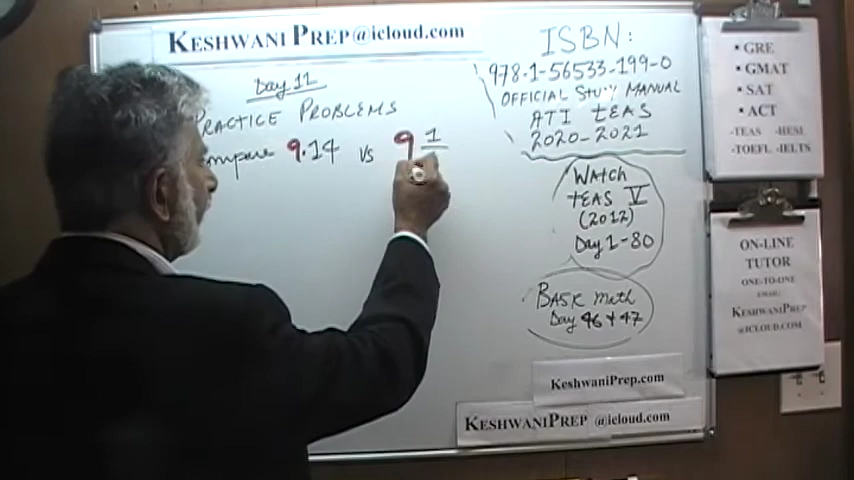 KESHWANI PREP@icloud.com
Day 11
PRACTICE PROBLEMS
9.14 vs 9 1
ISBN:
978-1-56533-199-0
OFFICIAL STUDY MANUAL
ATI TEAS
2020-2021
WATCH
TEAS V
(2012)
Day 1-80
BASIC Math
Day 46 + 47
KeshwaniPrep.com
KESHWANIPREP @icloud.com
• GRE
• GMAT
• SAT
• ACT
-TEAS -HESI
-TOEFL -IELTS
ON-LINE
TUTOR
ONE-TO-ONE
EMAIL:
KESHWANIPREP
@ICLOUD.COM